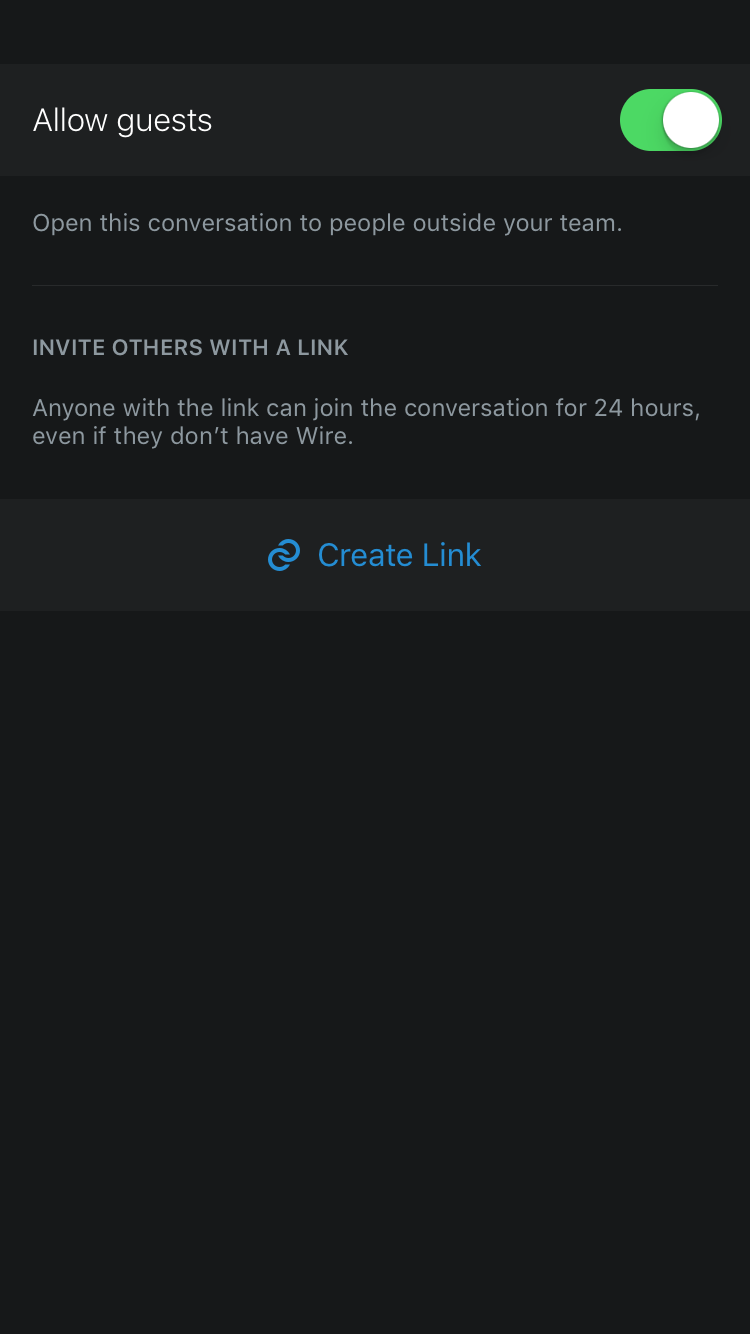 Allow guests
Open this conversation to people outside your team.
INVITE OTHERS WITH A LINK
Anyone with the link can join the conversation for 24 hours,
even if they don’t have Wire.
Create Link